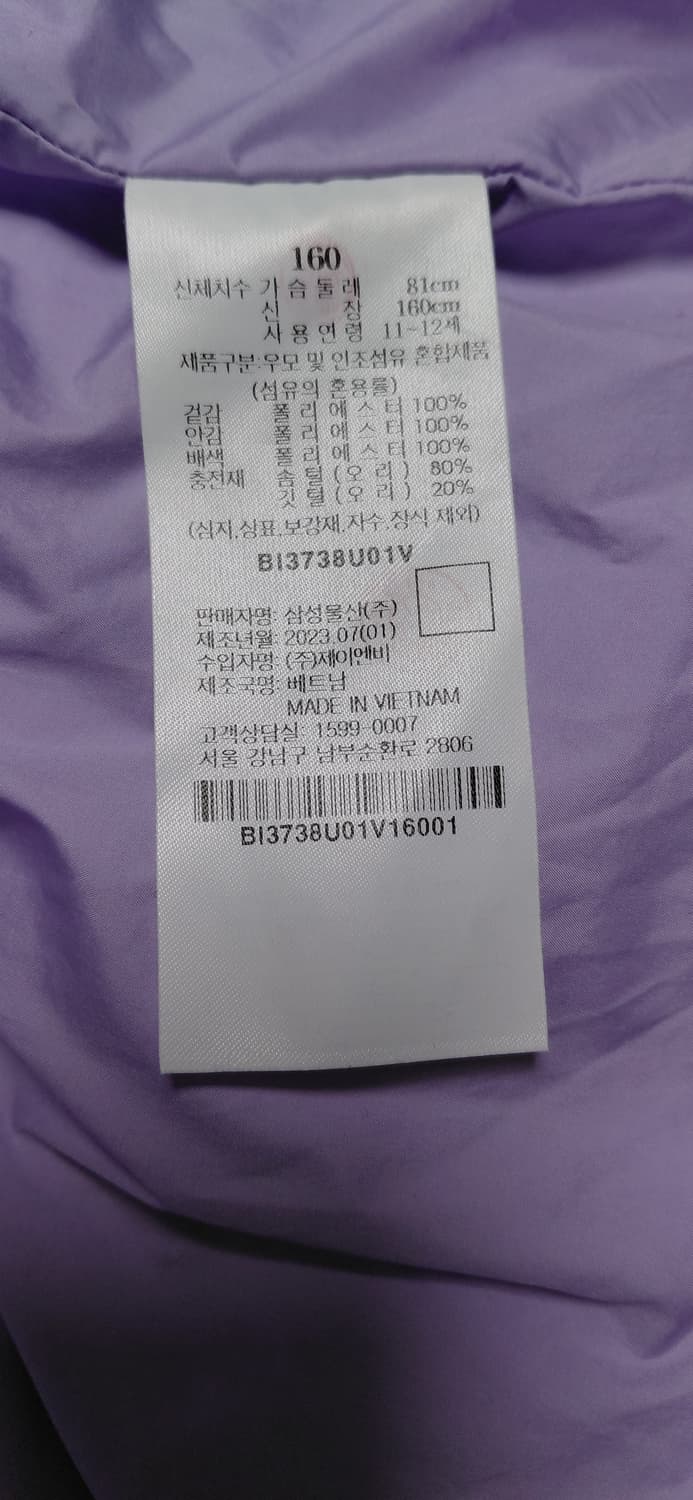 160
신체치수 가 슴 둘 레 81cm
신 장 160cm
사 용 연 령 11~12세
제품구분:우모 및 인조섬유 혼합제품
(섬유의 혼용률)
겉감 폴 리 에 스 터 100%
안감 폴 리 에 스 터 100%
배색 폴 리 에 스 터 100%
충전재 솜 털 ( 오 리 ) 80%
깃 털 ( 오 리 ) 20%
(심지,상표,보강재,자수,장식 제외)
BI3738U01V
판매자명: 삼성물산(주)
제조년월: 2023.07(01)
수입자명: (주)제이엔비
제조국명: 베트남
MADE IN VIETNAM
고객상담실: 1599-0007
서울 강남구 남부순환로 2806
BI3738U01V16001